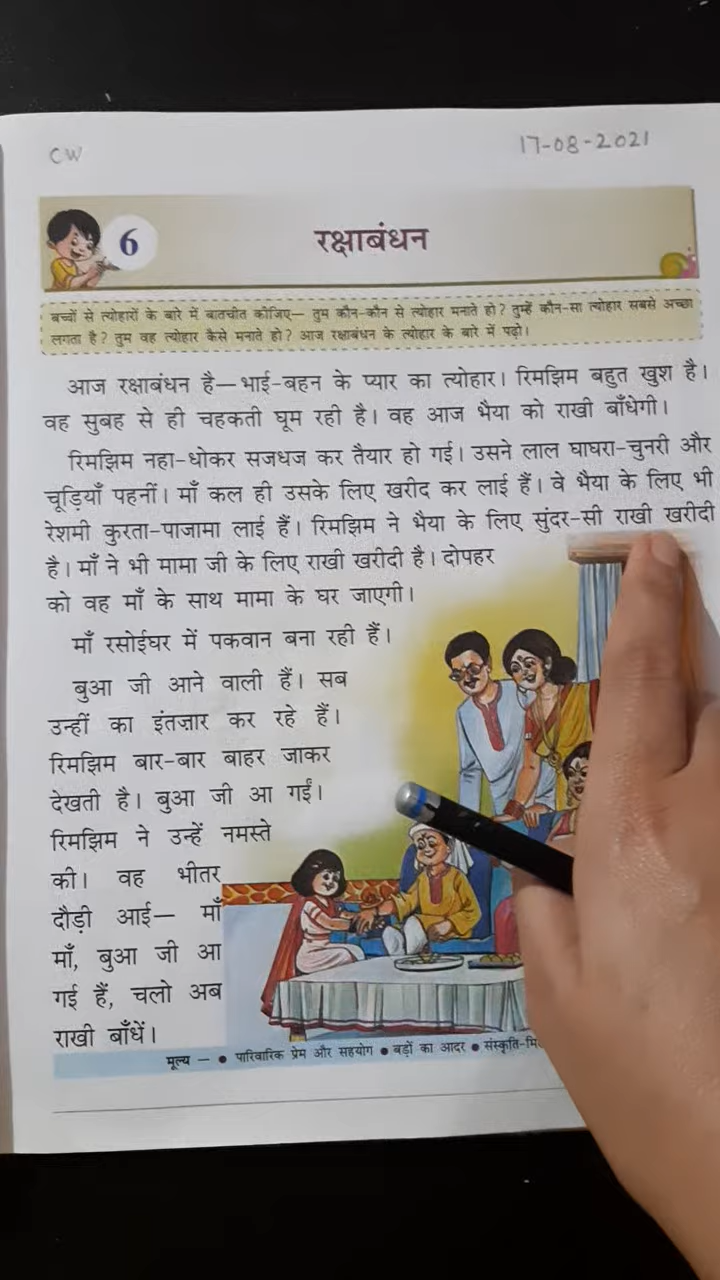 CW
17-08-2021
6
रक्षाबंधन
बच्चों से त्योहारों के बारे में बातचीत कीजिए— तुम कौन-कौन से त्योहार मनाते हो? तुम्हें कौन-सा त्योहार सबसे अच्छा
लगता है? तुम वह त्योहार कैसे मनाते हो? आज रक्षाबंधन के त्योहार के बारे में पढ़ो।
आज रक्षाबंधन है—भाई-बहन के प्यार का त्योहार। रिमझिम बहुत खुश है।
वह सुबह से ही चहकती घूम रही है। वह आज भैया को राखी बाँधेगी।
रिमझिम नहा-धोकर सजधज कर तैयार हो गई। उसने लाल घाघरा-चुनरी और
चूड़ियाँ पहनीं। माँ कल ही उसके लिए खरीद कर लाई हैं। वे भैया के लिए भी
रेशमी कुरता-पाजामा लाई हैं। रिमझिम ने भैया के लिए सुंदर-सी राखी खरीदी
है। माँ ने भी मामा जी के लिए राखी खरीदी है। दोपहर
को वह माँ के साथ मामा के घर जाएगी।
माँ रसोईघर में पकवान बना रही हैं।
बुआ जी आने वाली हैं। सब
उन्हीं का इंतज़ार कर रहे हैं।
रिमझिम बार-बार बाहर जाकर
देखती है। बुआ जी आ गईं।
रिमझिम ने उन्हें नमस्ते
की। वह भीतर
दौड़ी आई— माँ
माँ, बुआ जी आ
गई हैं, चलो अब
राखी बाँधें।
मूल्य — ● पारिवारिक प्रेम और सहयोग ● बड़ों का आदर ● संस्कृति-